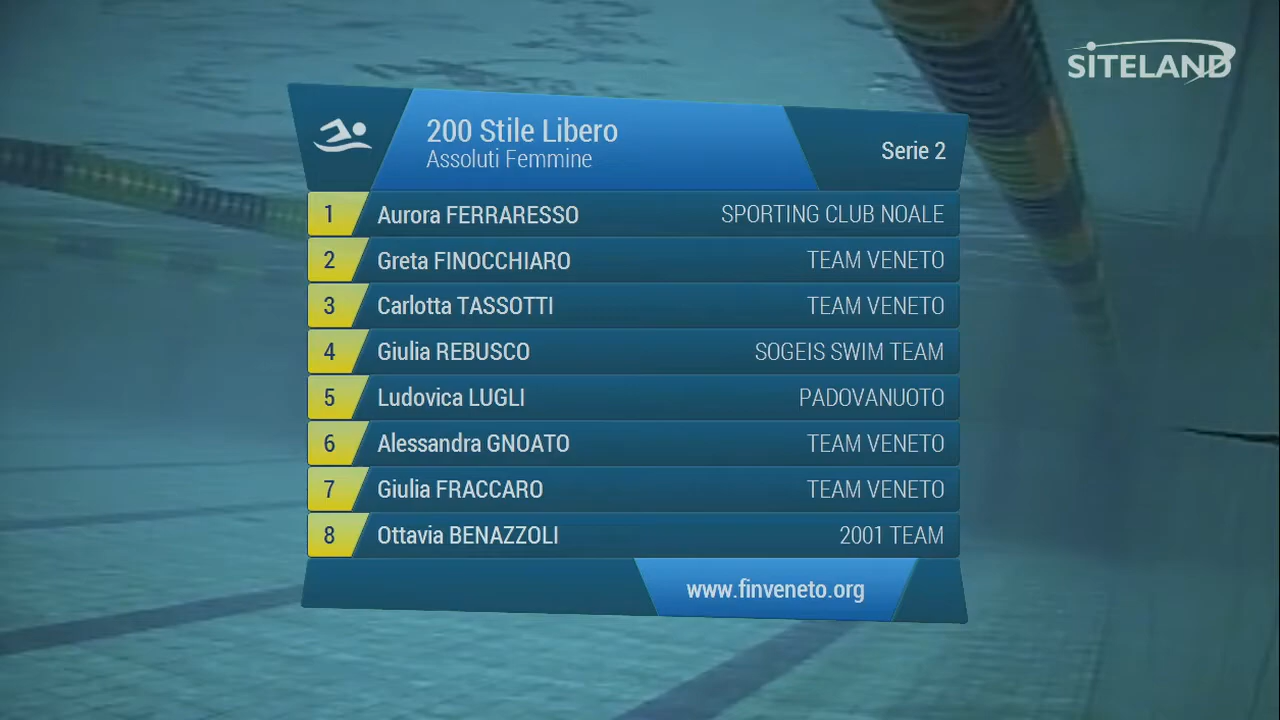 SITELAND
200 Stile Libero
Assoluti Femmine
Serie 2
1 Aurora FERRARESSO SPORTING CLUB NOALE
2 Greta FINOCCHIARO TEAM VENETO
3 Carlotta TASSOTTI TEAM VENETO
4 Giulia REBUSCO SOGEIS SWIM TEAM
5 Ludovica LUGLI PADOVANUOTO
6 Alessandra GNOATO TEAM VENETO
7 Giulia FRACCARO TEAM VENETO
8 Ottavia BENAZZOLI 2001 TEAM
www.finveneto.org